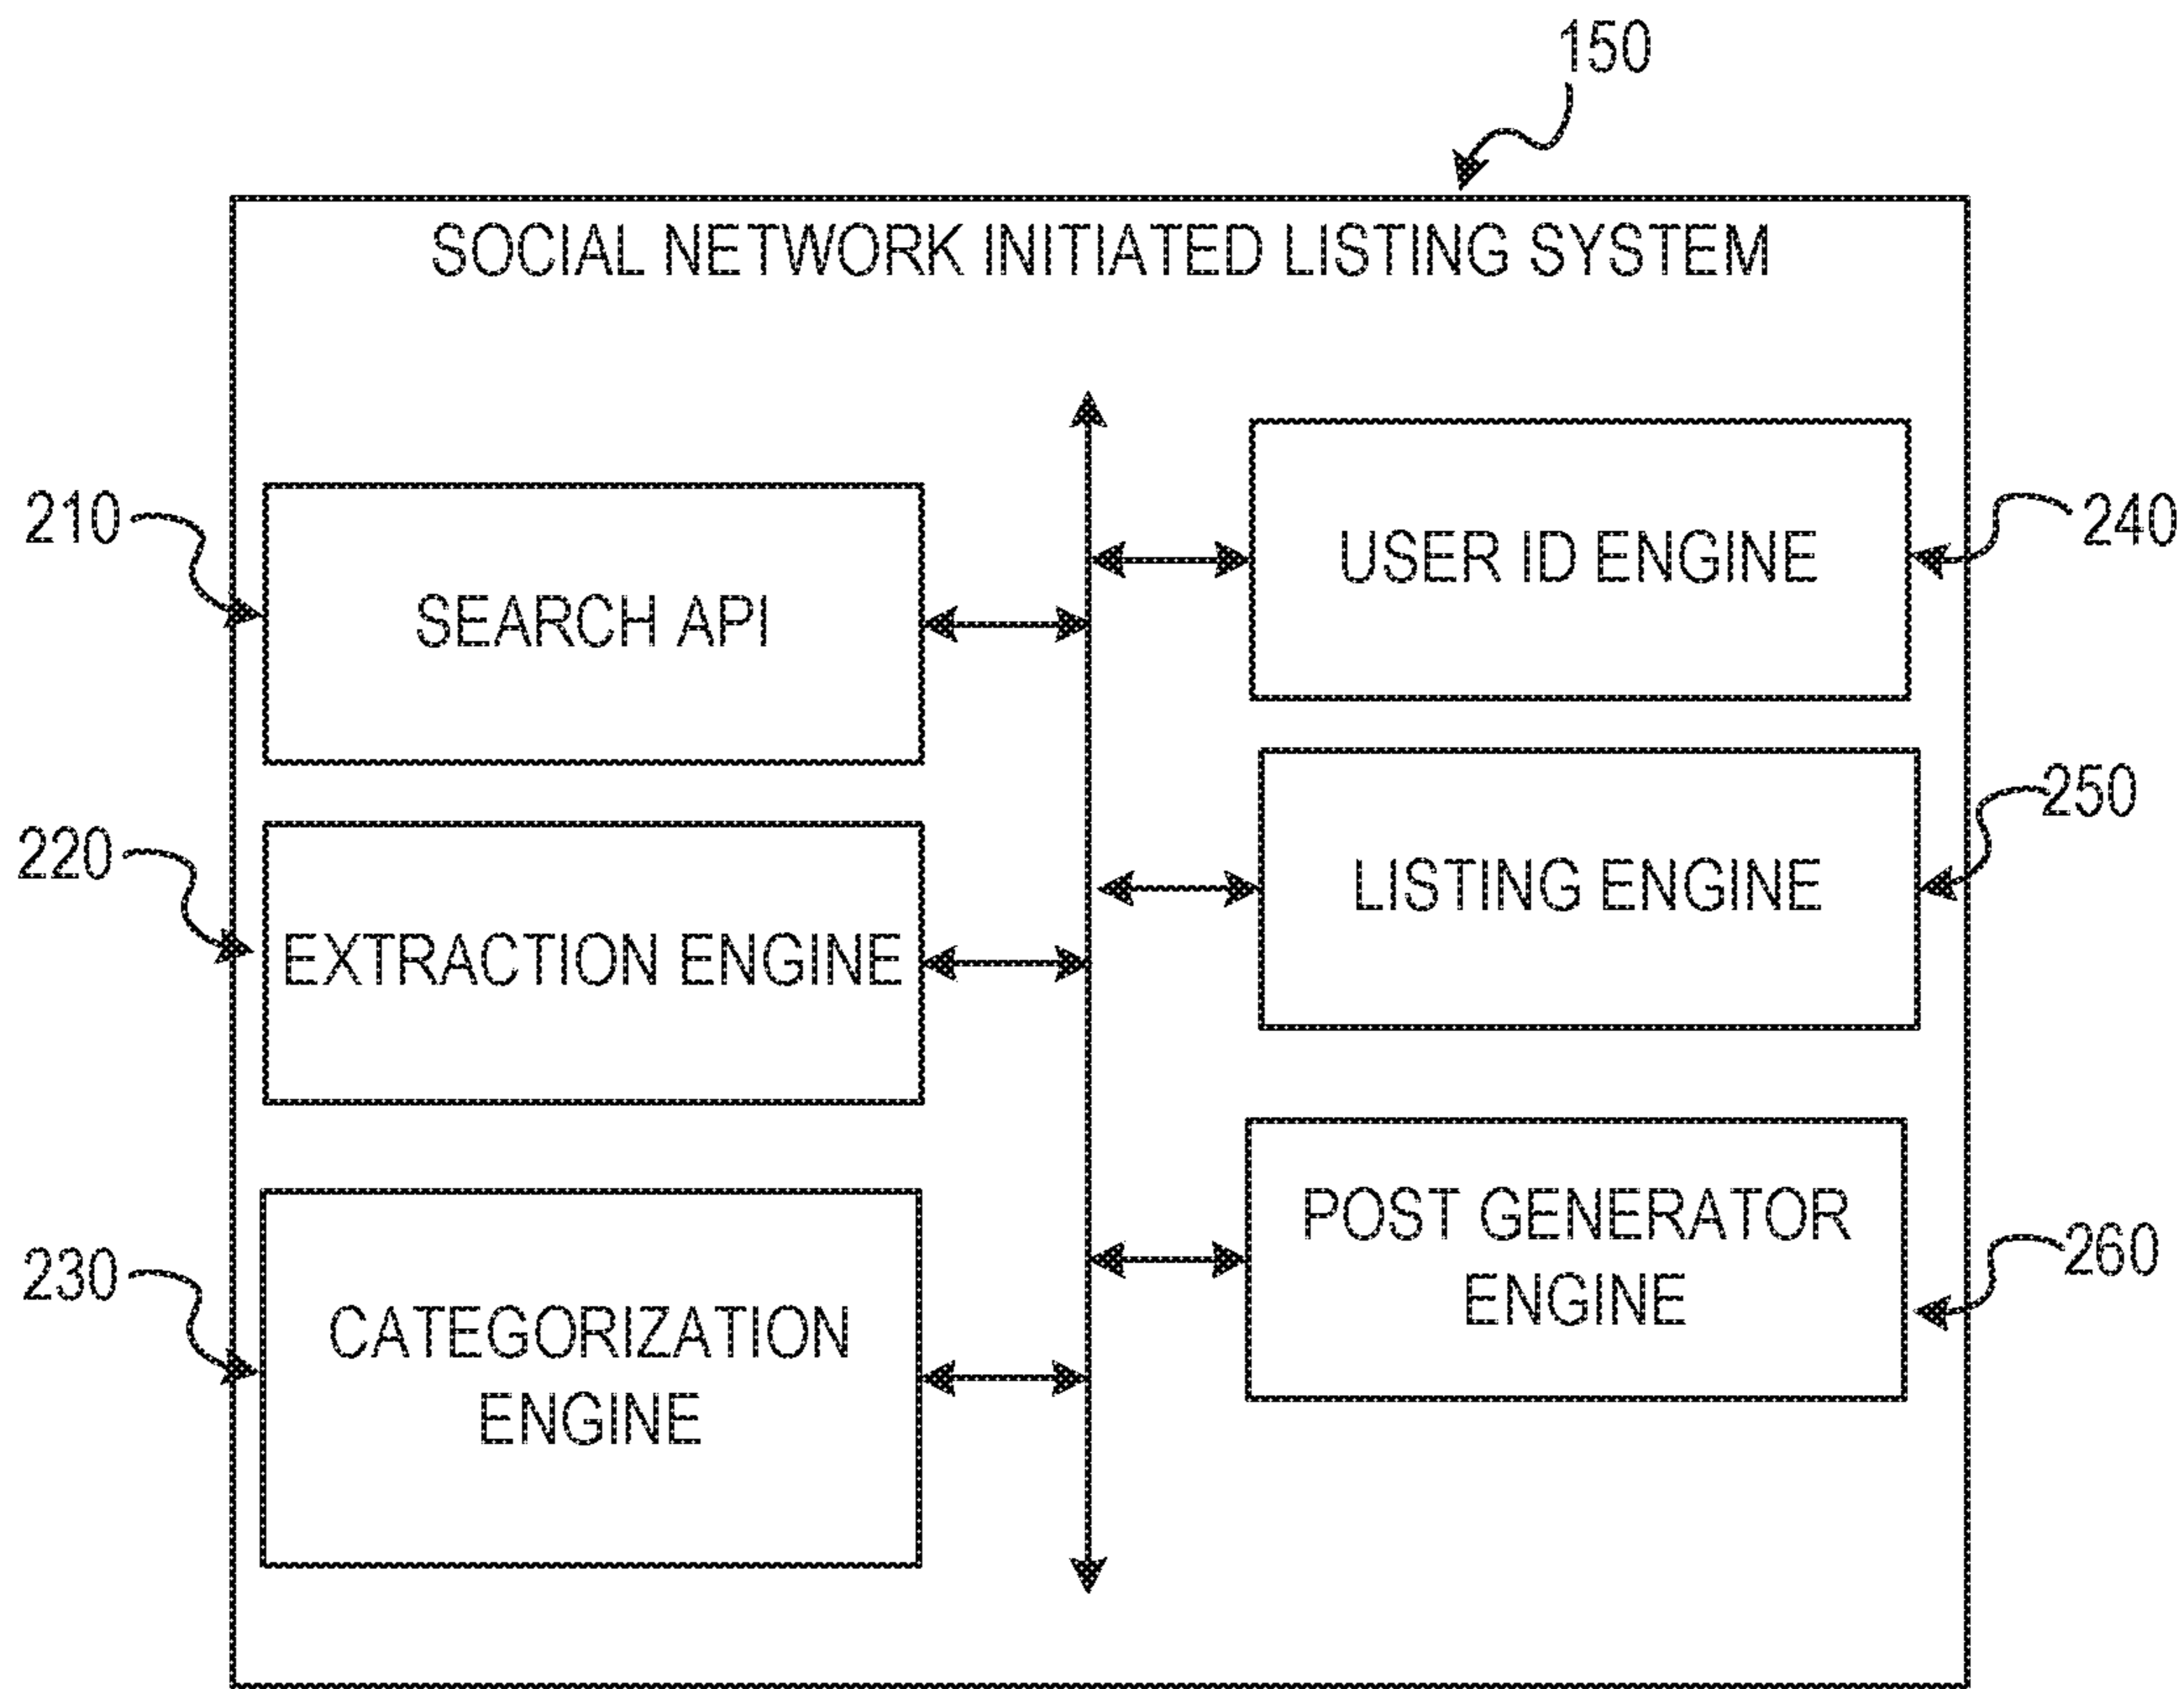 150
SOCIAL NETWORK INITIATED LISTING SYSTEM
210
SEARCH API
220
EXTRACTION ENGINE
230
CATEGORIZATION
ENGINE
USER ID ENGINE
240
LISTING ENGINE
250
POST GENERATOR
ENGINE
260